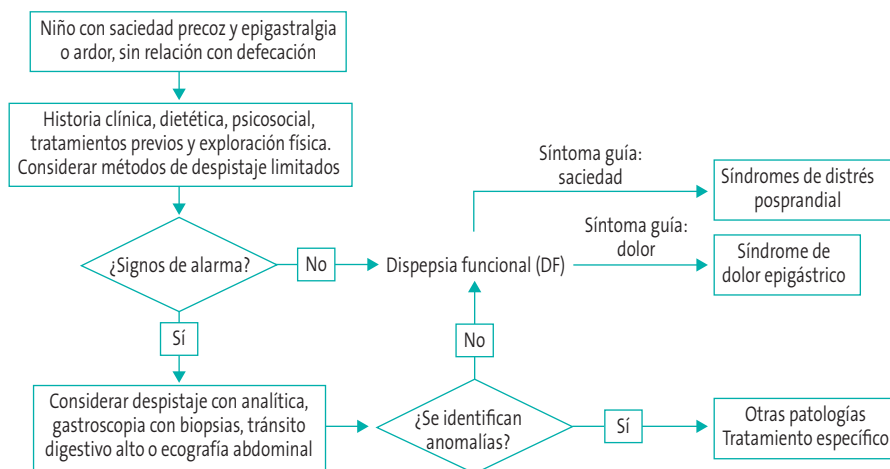 Niño con saciedad precoz y epigastralgia
o ardor, sin relación con defecación
Historia clínica, dietética, psicosocial,
tratamientos previos y exploración física.
Considerar métodos de despistaje limitados
Síntoma guía:
saciedad
Síndromes de distrés
posprandial
¿Signos de alarma?
No
Dispepsia funcional (DF)
Síntoma guía:
dolor
Síndrome de
dolor epigástrico
Sí
No
Considerar despistaje con analítica,
gastroscopia con biopsias, tránsito
digestivo alto o ecografía abdominal
¿Se identifican
anomalías?
Sí
Otras patologías
Tratamiento específico